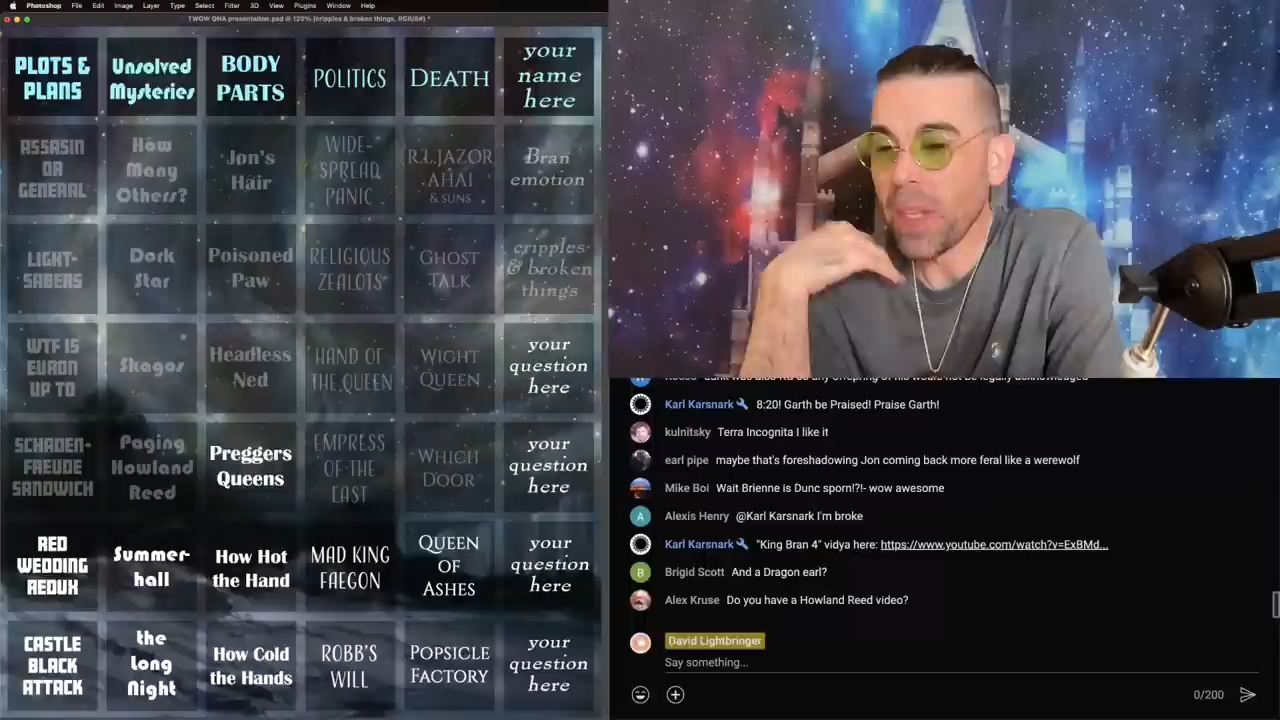 Photoshop File Edit Image Layer Type Select Filter 3D View Plugins Window Help
TWOW QNA presentaiton.psd @ 120% (cripples & broken things, RGB/8#) *
PLOTS & PLANS
Unsolved Mysteries
BODY PARTS
POLITICS
DEATH
your name here
ASSASIN OR GENERAL
How Many Others?
Jon's Hair
WIDE-SPREAD PANIC
R.L.JAZOR AHAI & SUNS
Bran emotion
LIGHT-SABENS
Dork Star
Poisoned Paw
RELIGIOUS ZEALOTS
GHOST TALK
cripples & broken things
WTF IS EURON UP TO
Skagos
Headless Ned
HAND OF THE QUEEN
WIGHT QUEEN
your question here
SCHADEN-FREUDE SANDWICH
Paging Howland Reed
Preggers Queens
EMPRESS OF THE EAST
WHICH DOOR
your question here
RED WEDDING REDUX
Summer-hall
How Hot the Hand
MAD KING FAEGON
QUEEN OF ASHES
your question here
CASTLE BLACK ATTACK
the Long Night
How Cold the Hands
ROBB'S WILL
POPSICLE FACTORY
your question here
Karl Karsnark 8:20! Garth be Praised! Praise Garth!
kulnitsky Terra Incognita I like it
earl pipe maybe that's foreshadowing Jon coming back more feral like a werewolf
Mike Boi Wait Brienne is Dunc sporn!?!- wow awesome
Alexis Henry @Karl Karsnark I'm broke
Karl Karsnark "King Bran 4" vidya here: https://www.youtube.com/watch?v=ExBMd...
Brigid Scott And a Dragon earl?
Alex Kruse Do you have a Howland Reed video?
David Lightbringer
Say something...
0/200